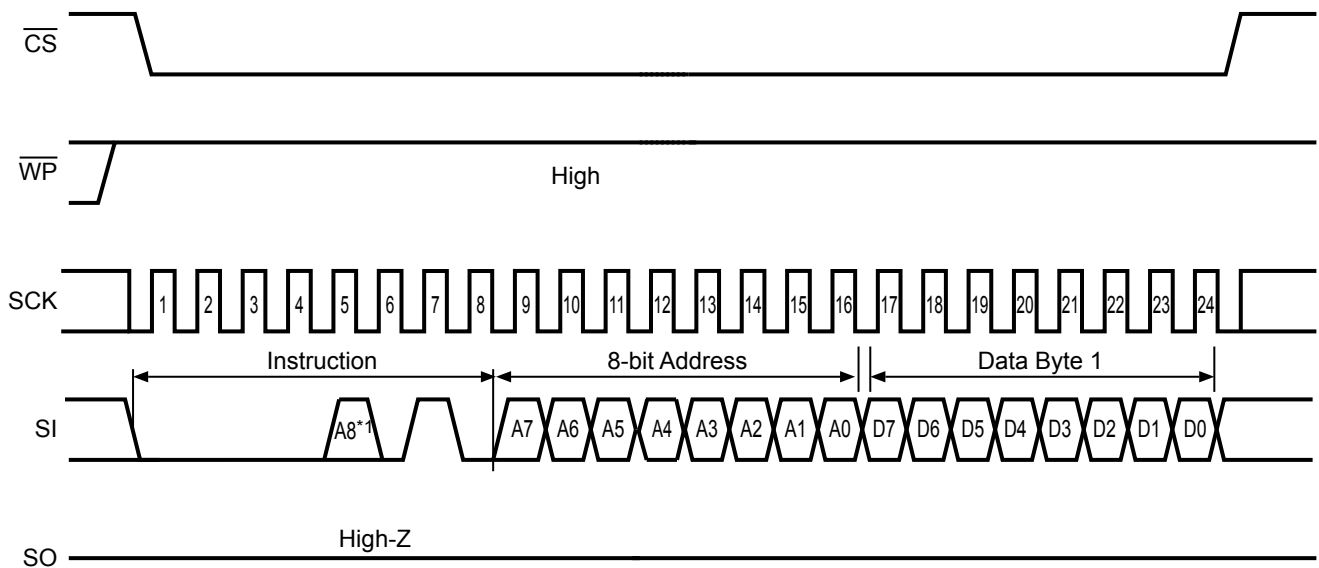 CS
WP
High
SCK
1 2 3 4 5 6 7 8 9 10 11 12 13 14 15 16 17 18 19 20 21 22 23 24
Instruction 8-bit Address Data Byte 1
SI
A8*1 A7 A6 A5 A4 A3 A2 A1 A0 D7 D6 D5 D4 D3 D2 D1 D0
High-Z
SO